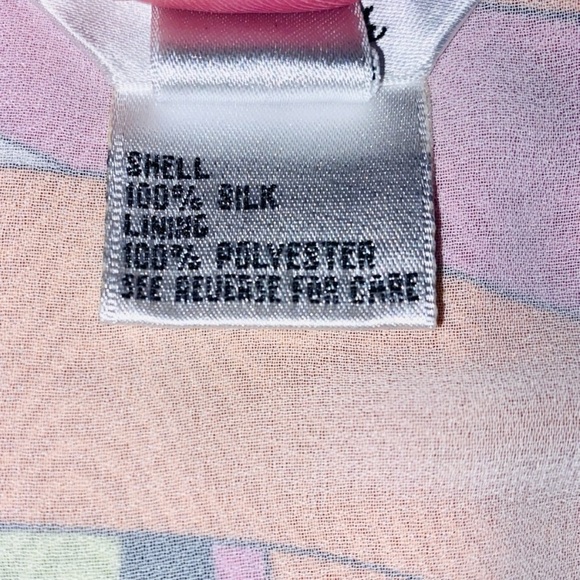 SHELL
100% SILK
LINING
100% POLYESTER
SEE REVERSE FOR CARE